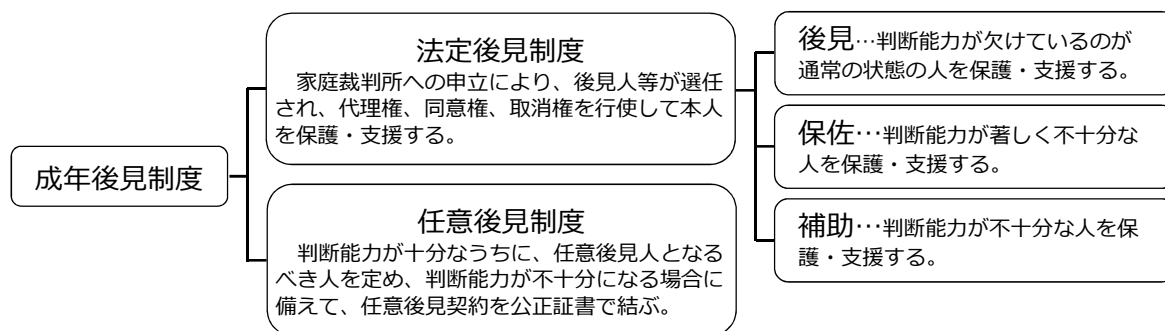 成年後見制度
法定後見制度
家庭裁判所への申立により、後見人等が選任
され、代理権、同意権、取消権を行使して本人
を保護・支援する。
任意後見制度
判断能力が十分なうちに、任意後見人となる
べき人を定め、判断能力が不十分になる場合に
備えて、任意後見契約を公正証書で結ぶ。
後見…判断能力が欠けているのが
通常の状態の人を保護・支援する。
保佐…判断能力が著しく不十分な
人を保護・支援する。
補助…判断能力が不十分な人を保
護・支援する。